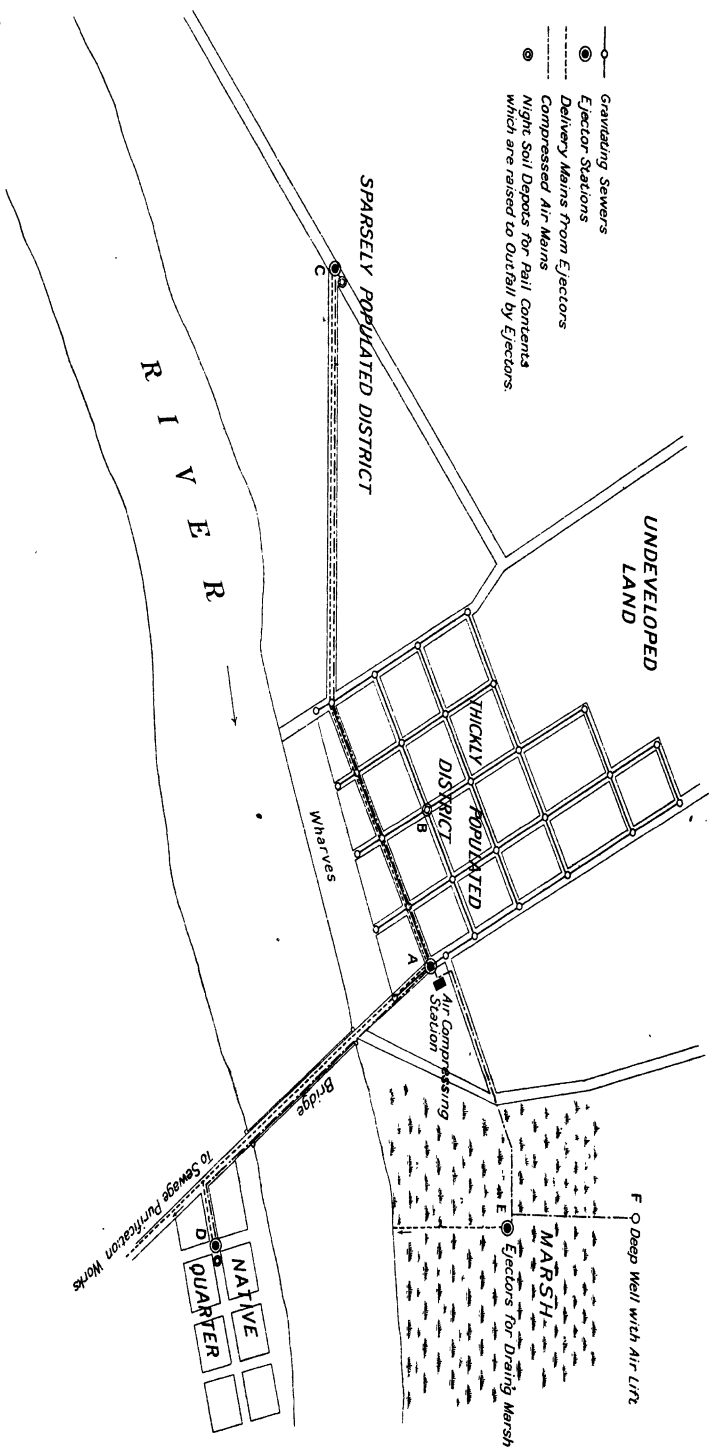 Gravitating Sewers
Ejector Stations
Delivery Mains from Ejectors
Compressed Air Mains
Night Soil Depots for Pail Contents
which are raised to Outfall by Ejectors.
UNDEVELOPED
LAND
SPARSELY POPULATED DISTRICT
C
THICKLY POPULATED
DISTRICT
B
RIVER
Wharves
A
Air Compressing
Station
Bridge
To Sewage Purification Works
D
NATIVE
QUARTER
MARSH
E
Ejectors for Draing Marsh
F
Deep Well with Air Lift